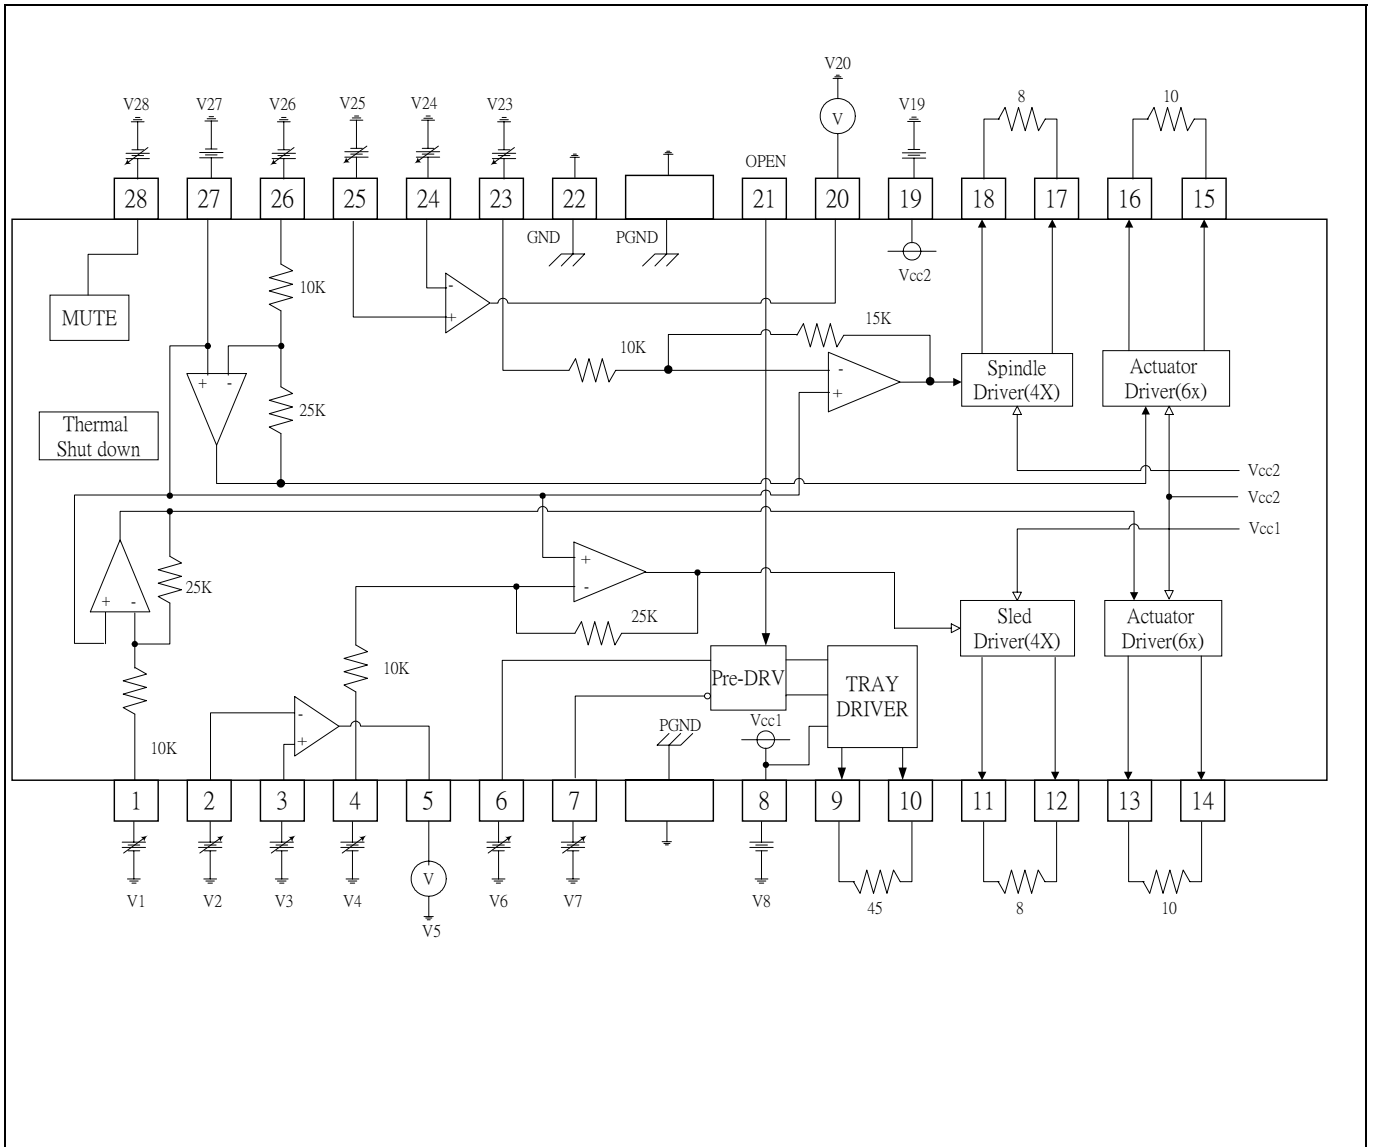 V20
V28 V27 V26 V25 V24 V23 V19 8 10
OPEN
28 27 26 25 24 23 22 21 20 19 18 17 16 15
GND PGND
Vcc2
10K
MUTE
-
+
15K
10K
Spindle
Driver(4X)
Actuator
Driver(6x)
+ -
-
+
25K
Thermal
Shut down
Vcc2
Vcc2
Vcc1
+
-
25K
+ -
25K
Sled
Driver(4X)
Actuator
Driver(6x)
10K
Pre-DRV
TRAY
DRIVER
-
+
PGND
Vcc1
10K
1 2 3 4 5 6 7 8 9 10 11 12 13 14
V
V
V1 V2 V3 V4 V6 V7 V8 45 8 10
V5